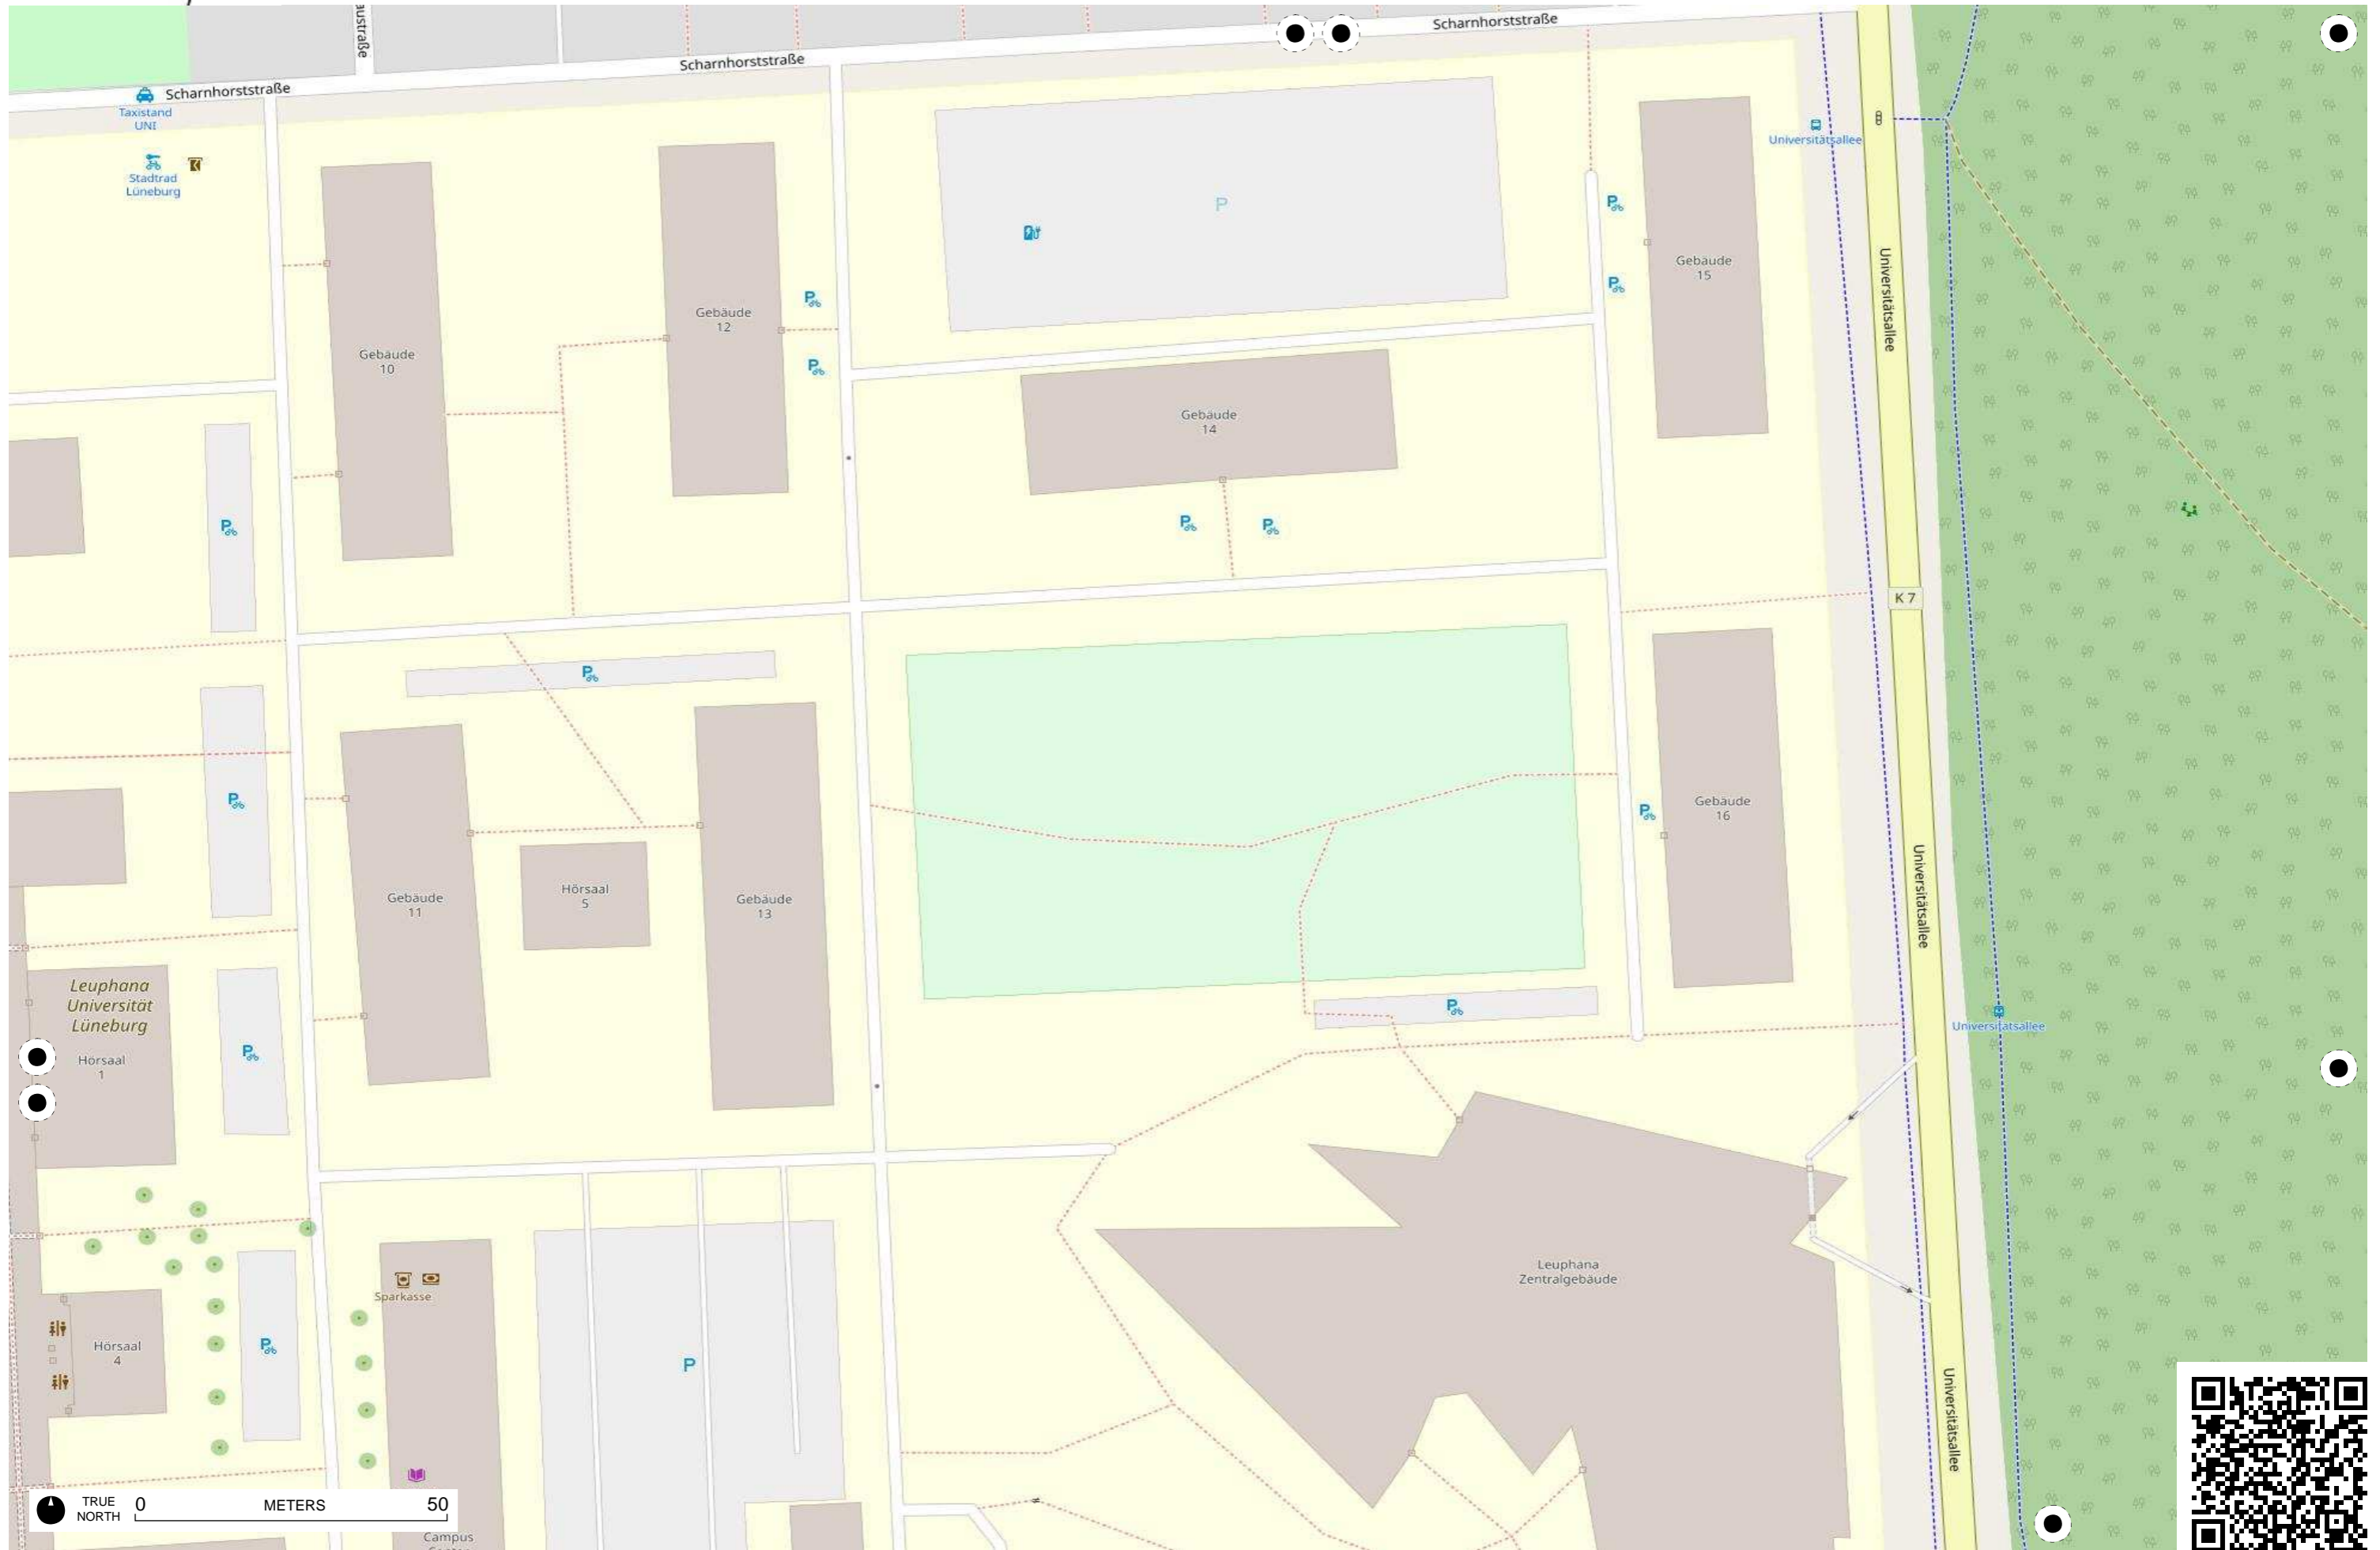 Scharnhorststraße
Scharnhorststraße
Scharnhorststraße
Taxistand
UNI
Stadtrad
Lüneburg
Universitätsallee
P
Gebäude
15
Universitätsallee
Gebäude
12
Gebäude
10
Gebäude
14
P
P
P
P
P
P
P
K 7
P
P
P
Gebäude
16
Gebäude
11
Hörsaal
5
Gebäude
13
Universitätsallee
Leuphana
Universität
Lüneburg
Hörsaal
1
P
P
Universitätsallee
Leuphana
Zentralgebäude
Sparkasse
Hörsaal
4
P
P
Universitätsallee
TRUE
NORTH
0 METERS 50
Campus